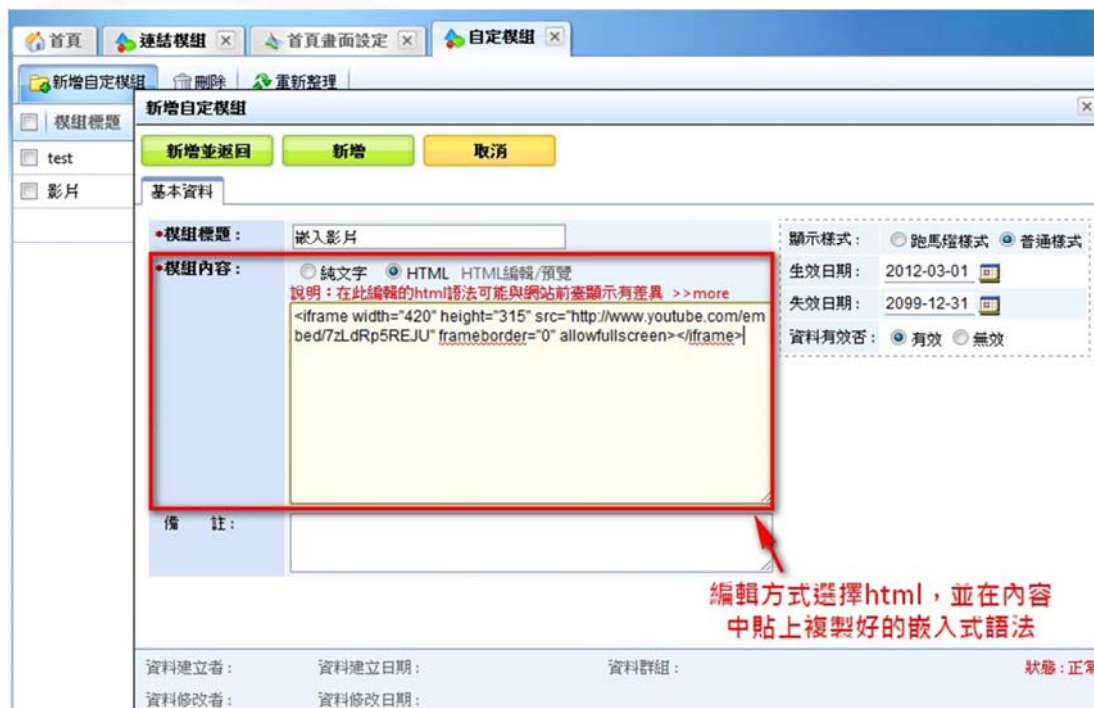 首頁 連結模組 首頁畫面設定 自定模組
新增自定模組 刪除 重新整理
模組標題
test
影片
新增自定模組
新增並返回 新增 取消
基本資料
•模組標題： 嵌入影片
•模組內容： 純文字 HTML HTML編輯/預覽
說明：在此編輯的html語法可能與網站前臺顯示有差異 >>more
<iframe width="420" height="315" src="http://www.youtube.com/em
bed/7zLdRp5REJU" frameborder="0" allowfullscreen></iframe>
備 註：
顯示樣式： 跑馬燈樣式 普通樣式
生效日期： 2012-03-01
失效日期： 2099-12-31
資料有效否： 有效 無效
編輯方式選擇html，並在內容
中貼上複製好的嵌入式語法
資料建立者： 資料建立日期： 資料群組： 狀態：正常
資料修改者： 資料修改日期：